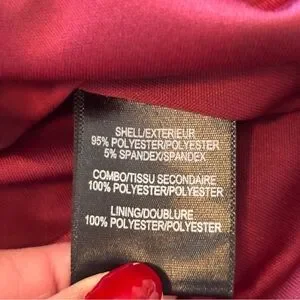 SHELL/EXTERIEUR
95% POLYESTER/POLYESTER
5% SPANDEX/SPANDEX
COMBO/TISSU SECONDAIRE
100% POLYESTER/POLYESTER
LINING/DOUBLURE
100% POLYESTER/POLYESTER